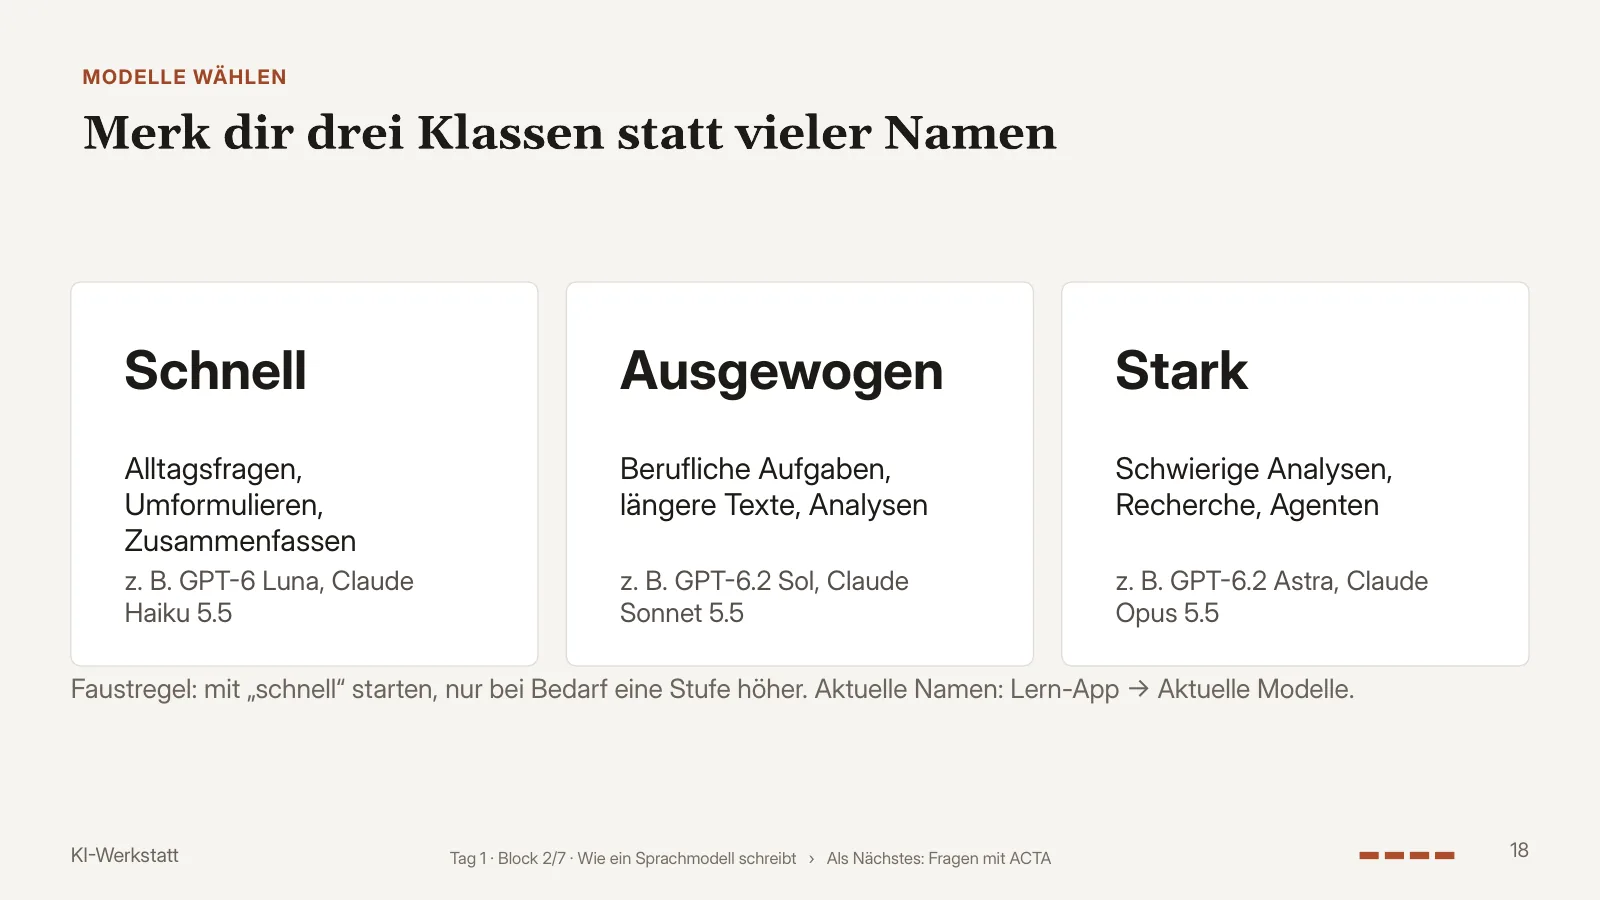 MODELLE WÄHLEN
Merk dir drei Klassen statt vieler Namen
Schnell
Alltagsfragen,
Umformulieren,
Zusammenfassen
z. B. GPT-6 Luna, Claude
Haiku 5.5
Ausgewogen
Berufliche Aufgaben,
längere Texte, Analysen
z. B. GPT-6.2 Sol, Claude
Sonnet 5.5
Stark
Schwierige Analysen,
Recherche, Agenten
z. B. GPT-6.2 Astra, Claude
Opus 5.5
Faustregel: mit „schnell“ starten, nur bei Bedarf eine Stufe höher. Aktuelle Namen: Lern-App → Aktuelle Modelle.
KI-Werkstatt
Tag 1 · Block 2/7 · Wie ein Sprachmodell schreibt › Als Nächstes: Fragen mit ACTA
18